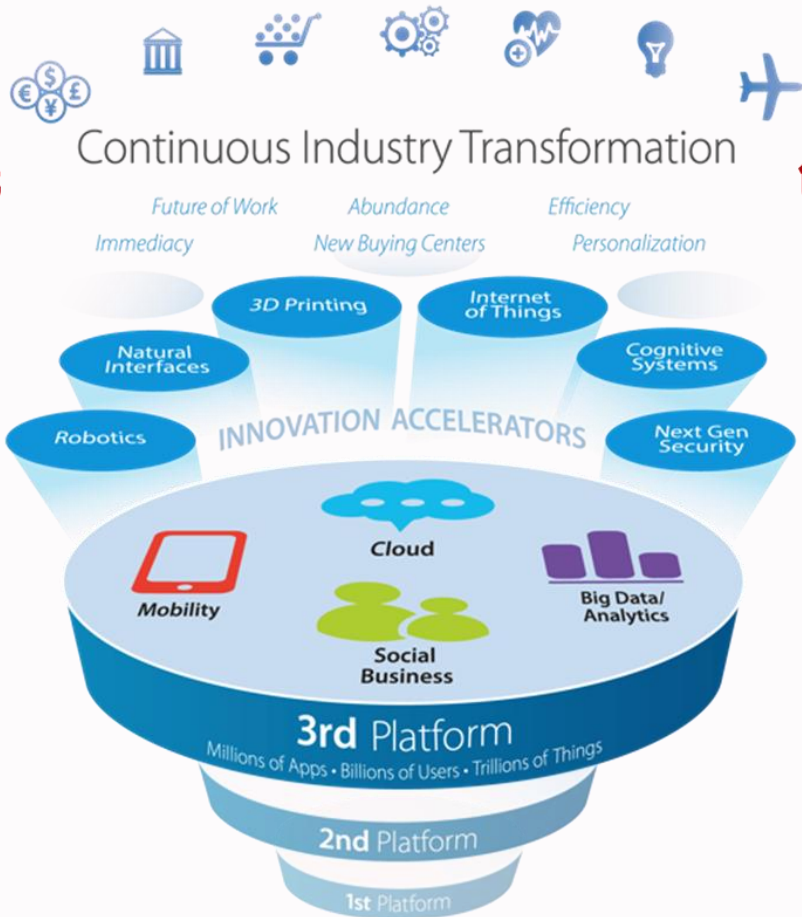 € $ £
¥
Continuous Industry Transformation
Future of Work Abundance Efficiency
Immediacy New Buying Centers Personalization
3D Printing
Internet
of Things
Natural
Interfaces
Cognitive
Systems
Robotics
INNOVATION ACCELERATORS
Next Gen
Security
Cloud
Mobility
Big Data/
Analytics
Social
Business
3rd Platform
Millions of Apps • Billions of Users • Trillions of Things
2nd Platform
1st Platform